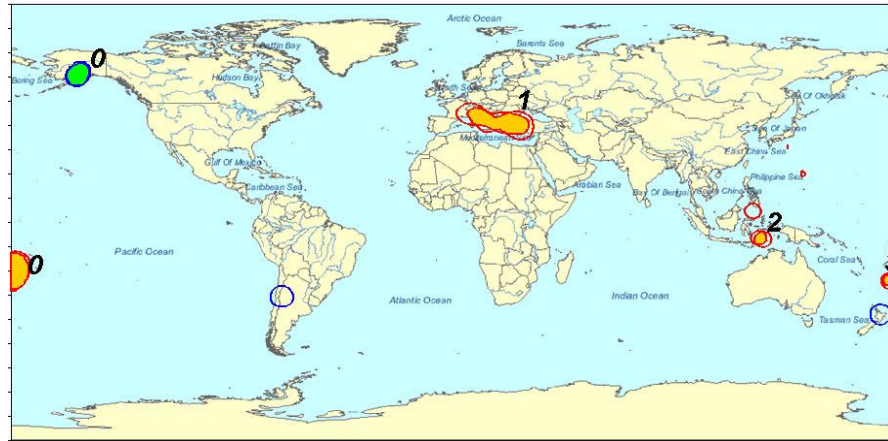 Arctic Ocean
Barents Sea
Baffin Bay
0
Bering Sea
Hudson Bay
North Sea
1
Sea Of Okhotsk
Mediterranean Sea
Sea Of Japan
East China Sea
Gulf Of Mexico
Caribbean Sea
Arabian Sea
Bay Of Bengal
South China Sea
Philippine Sea
2
Pacific Ocean
0
Coral Sea
Atlantic Ocean
Indian Ocean
Tasman Sea